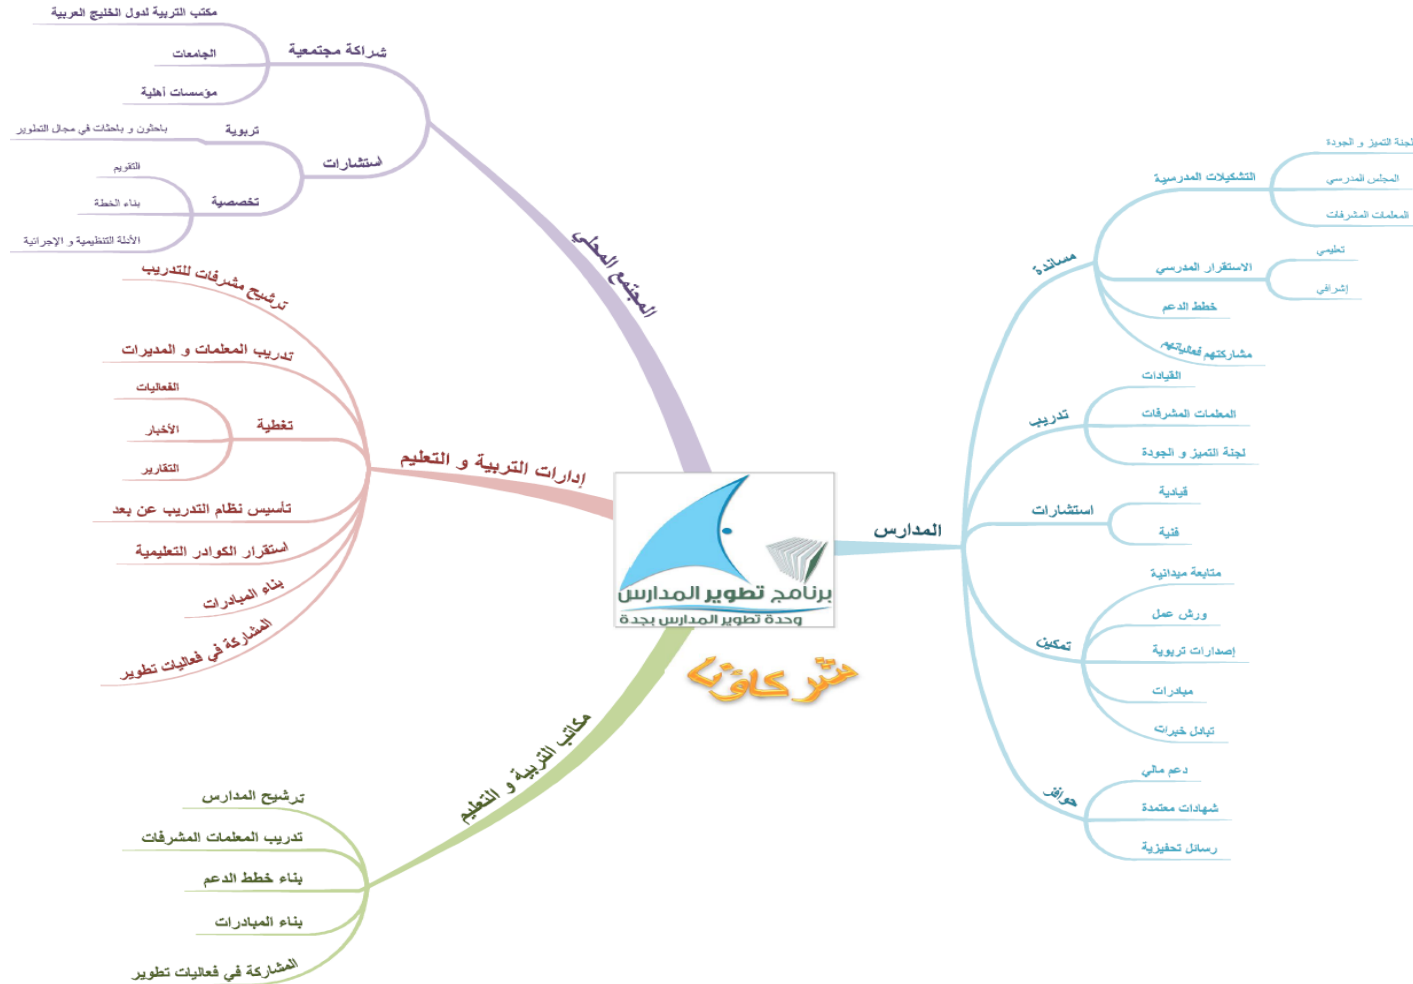 برنامج تطوير المدارس
وحدة تطوير المدارس بجدة
شركاؤنا
المدارس
مساندة
التشكيلات المدرسية
لجنة التميز و الجودة
المجلس المدرسي
المعلمات المشرفات
الاستقرار المدرسي
تعليمي
إشرافي
خطط الدعم
مشاركتهم فعالياتهم
تدريب
القيادات
المعلمات المشرفات
لجنة التميز و الجودة
استشارات
قيادية
فنية
تمكين
متابعة ميدانية
ورش عمل
إصدارات تربوية
مبادرات
تبادل خبرات
حوافز
دعم مالي
شهادات معتمدة
رسائل تحفيزية
المجتمع المحلي
شراكة مجتمعية
مكتب التربية لدول الخليج العربية
الجامعات
مؤسسات أهلية
استشارات
تربوية
باحثون و باحثات في مجال التطوير
تخصصية
التقويم
بناء الخطة
الأدلة التنظيمية و الإجرائية
إدارات التربية و التعليم
ترشيح مشرفات للتدريب
تدريب المعلمات و المديرات
تغطية
الفعاليات
الأخبار
التقارير
تأسيس نظام التدريب عن بعد
استقرار الكوادر التعليمية
بناء المبادرات
المشاركة في فعاليات تطوير
مكاتب التربية و التعليم
ترشيح المدارس
تدريب المعلمات المشرفات
بناء خطط الدعم
بناء المبادرات
المشاركة في فعاليات تطوير